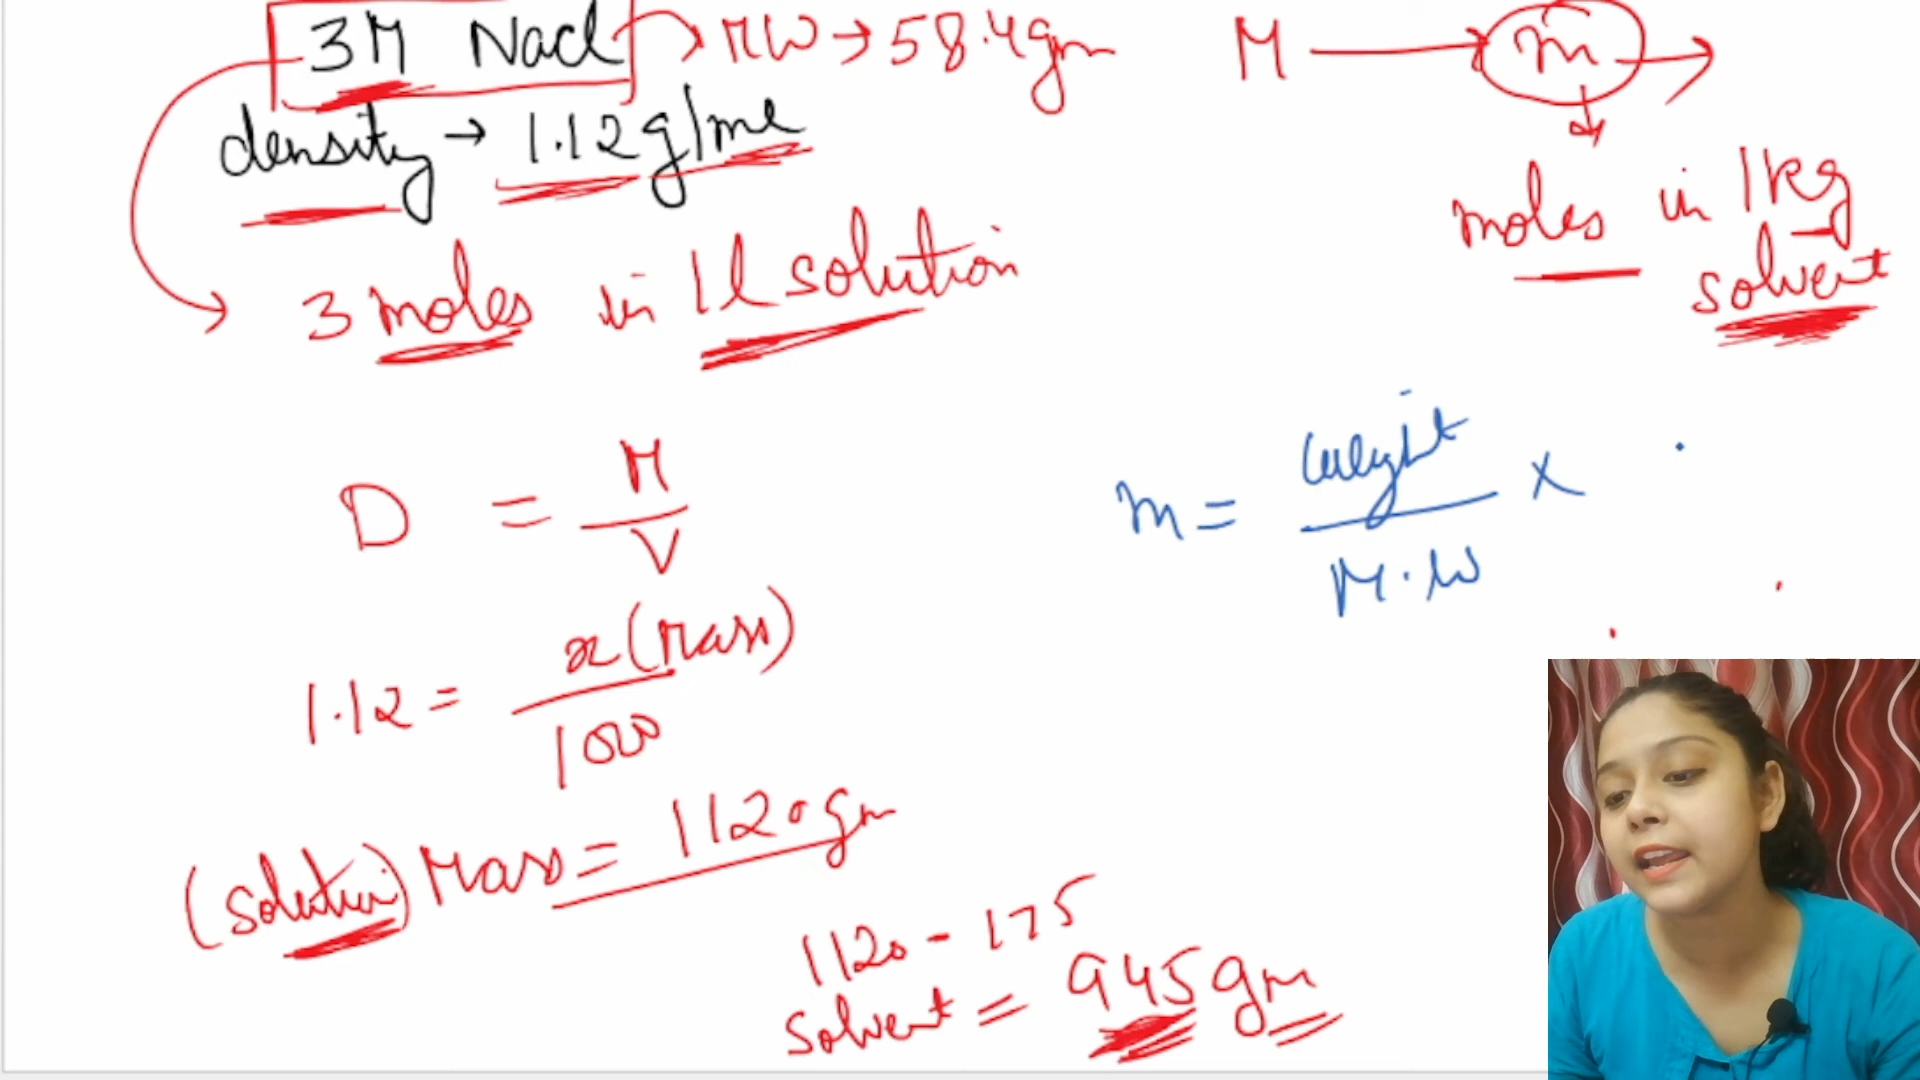 3M Nacl → MW → 58.4gm
M → m →
density → 1.12g/ml
moles in 1kg
solvent
3 moles in 1l solution
D = M/V
m = weight/M.W x
1.12 = x(Mass)/1000
(solution) Mass = 1120gm
1120 - 175
solvent = 945gm